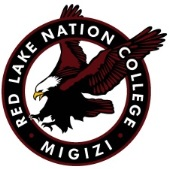 RED LAKE NATION COLLEGE
• MIGIZI •